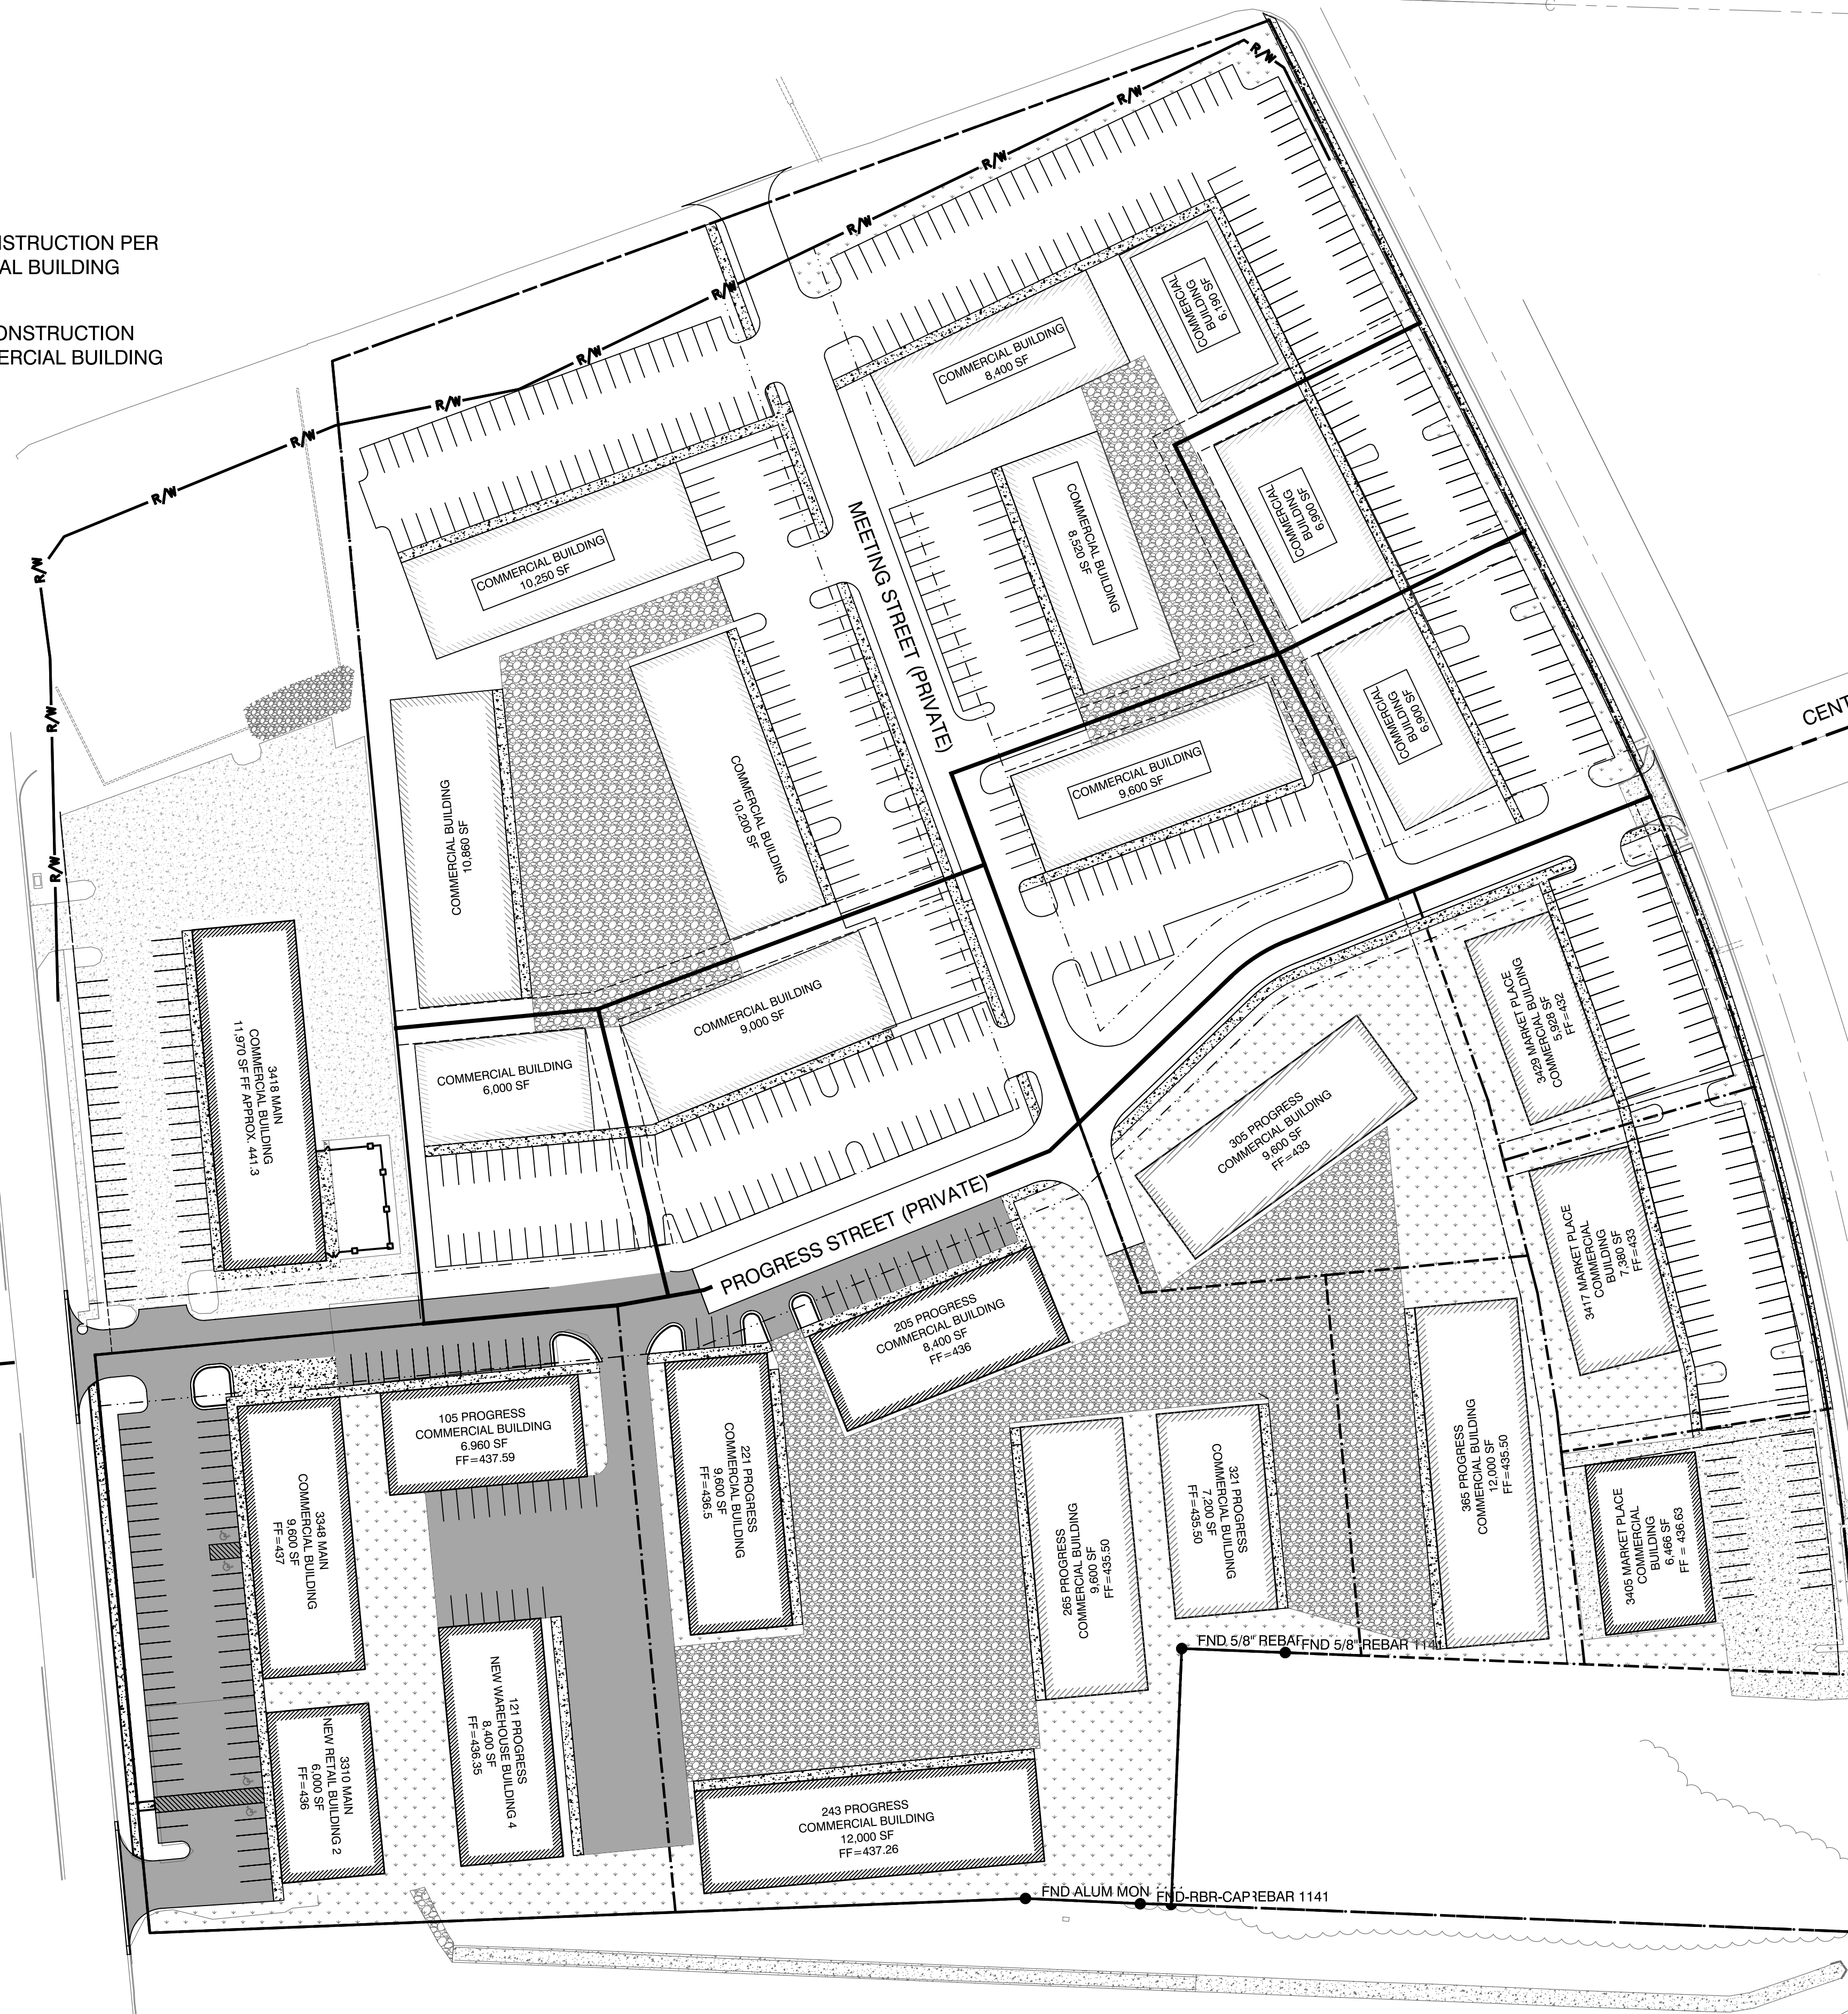 NSTRUCTION PER
AL BUILDING
ONSTRUCTION
ERCIAL BUILDING
R/W
R/W
R/W
R/W
R/W
R/W
R/W
R/W
R/W
R/W
R/W
R/W
R/W
COMMERCIAL
BUILDING
6,190 SF
COMMERCIAL BUILDING
8,400 SF
COMMERCIAL
BUILDING
6,900 SF
COMMERCIAL BUILDING
8,520 SF
COMMERCIAL BUILDING
10,250 SF
MEETING STREET (PRIVATE)
COMMERCIAL
BUILDING
6,900 SF
CENT
COMMERCIAL BUILDING
9,600 SF
COMMERCIAL BUILDING
10,200 SF
COMMERCIAL BUILDING
10,860 SF
COMMERCIAL BUILDING
9,000 SF
COMMERCIAL BUILDING
6,000 SF
3418 MAIN
COMMERCIAL BUILDING
11,970 SF FF APPROX. 441.3
3429 MARKET PLACE
COMMERCIAL BUILDING
5,928 SF
FF=432
305 PROGRESS
COMMERCIAL BUILDING
9,600 SF
FF=433
PROGRESS STREET (PRIVATE)
3417 MARKET PLACE
COMMERCIAL
BUILDING
7,380 SF
FF=433
205 PROGRESS
COMMERCIAL BUILDING
8,400 SF
FF=436
105 PROGRESS
COMMERCIAL BUILDING
6.960 SF
FF=437.59
221 PROGRESS
COMMERCIAL BUILDING
9,600 SF
FF=436.5
3348 MAIN
COMMERCIAL BUILDING
9,600 SF
FF=437
265 PROGRESS
COMMERCIAL BUILDING
9,600 SF
FF=435.50
321 PROGRESS
COMMERCIAL BUILDING
7,200 SF
FF=435.50
365 PROGRESS
COMMERCIAL BUILDING
12,000 SF
FF=435.50
3405 MARKET PLACE
COMMERCIAL
BUILDING
6,466 SF
FF = 436.63
FND 5/8" REBAR
FND 5/8" REBAR 1141
121 PROGRESS
NEW WAREHOUSE BUILDING 4
8,400 SF
FF=436.35
3310 MAIN
NEW RETAIL BUILDING 2
6,000 SF
FF=436
243 PROGRESS
COMMERCIAL BUILDING
12,000 SF
FF=437.26
FND ALUM MON
FND-RBR-CAP REBAR 1141